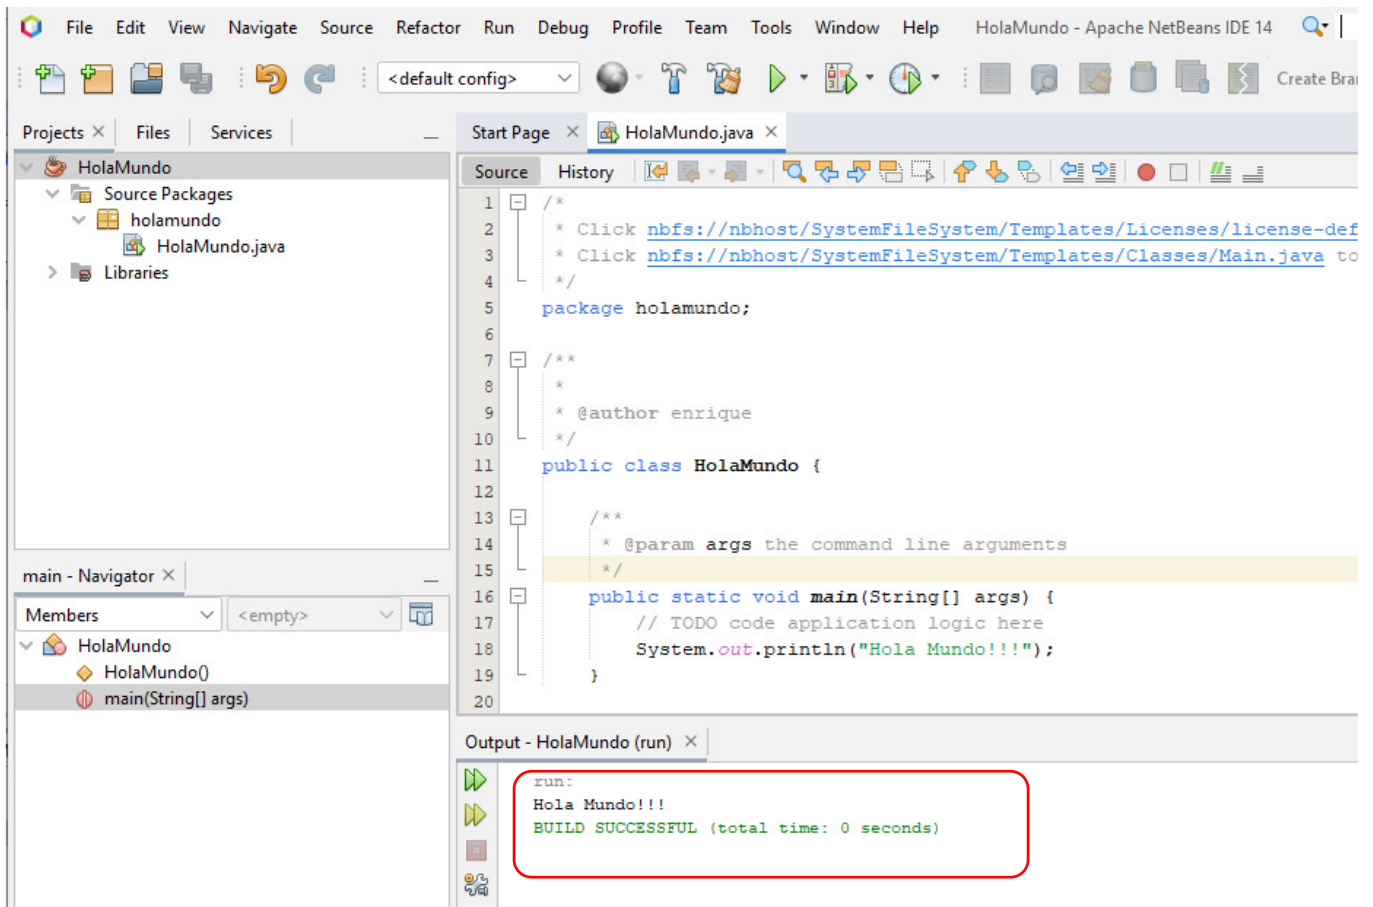 File Edit View Navigate Source Refactor Run Debug Profile Team Tools Window Help HolaMundo - Apache NetBeans IDE 14
<default config>
Create Bra
Projects Files Services
HolaMundo
Source Packages
holamundo
HolaMundo.java
Libraries
main - Navigator
Members <empty>
HolaMundo
HolaMundo()
main(String[] args)
Start Page HolaMundo.java
Source History
1 /*
2 * Click nbfs://nbhost/SystemFileSystem/Templates/Licenses/license-def
3 * Click nbfs://nbhost/SystemFileSystem/Templates/Classes/Main.java to
4 */
5 package holamundo;
6
7 /**
8 *
9 * @author enrique
10 */
11 public class HolaMundo {
12
13 /**
14 * @param args the command line arguments
15 */
16 public static void main(String[] args) {
17 // TODO code application logic here
18 System.out.println("Hola Mundo!!!");
19 }
20
Output - HolaMundo (run)
run:
Hola Mundo!!!
BUILD SUCCESSFUL (total time: 0 seconds)